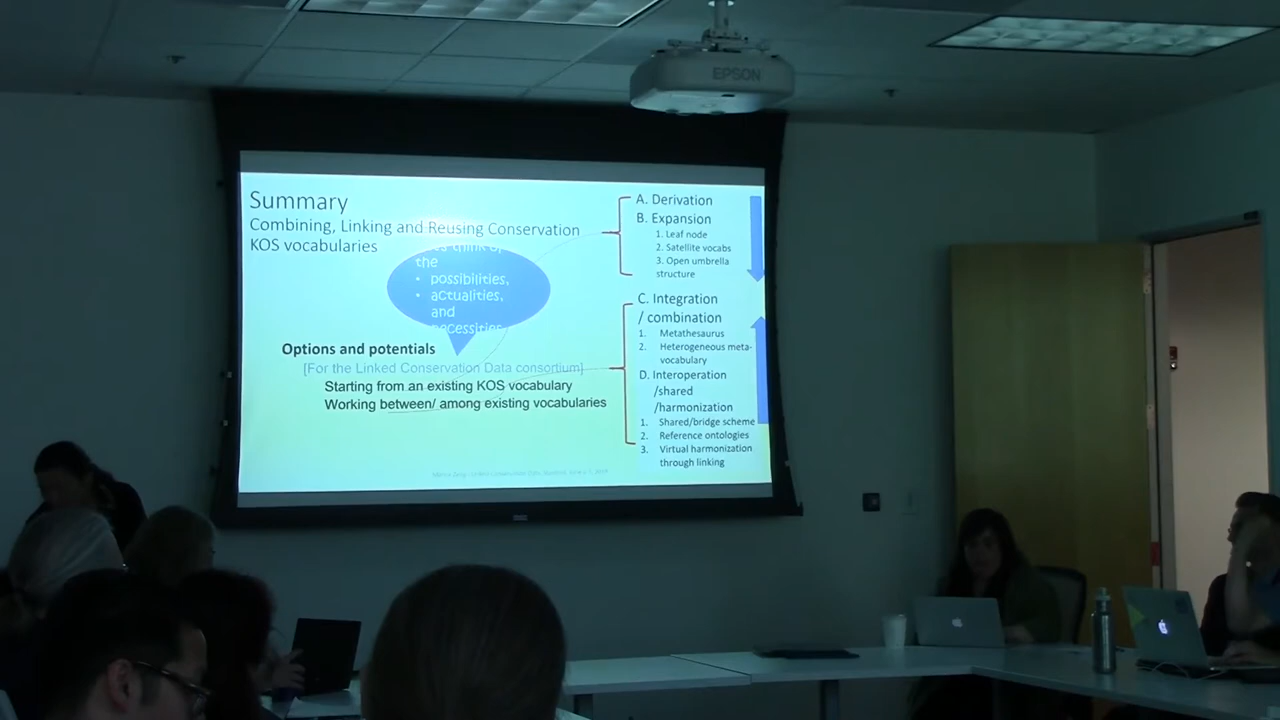 EPSON
Summary
Combining, Linking and Reusing Conservation
KOS vocabularies
the
• possibilities,
• actualities,
and
necessities
Options and potentials
[For the Linked Conservation Data consortium]
Starting from an existing KOS vocabulary
Working between/ among existing vocabularies
A. Derivation
B. Expansion
1. Leaf node
2. Satellite vocabs
3. Open umbrella
structure
C. Integration
/ combination
1. Metathesaurus
2. Heterogeneous meta-
vocabulary
D. Interoperation
/shared
/harmonization
1. Shared/bridge scheme
2. Reference ontologies
3. Virtual harmonization
through linking